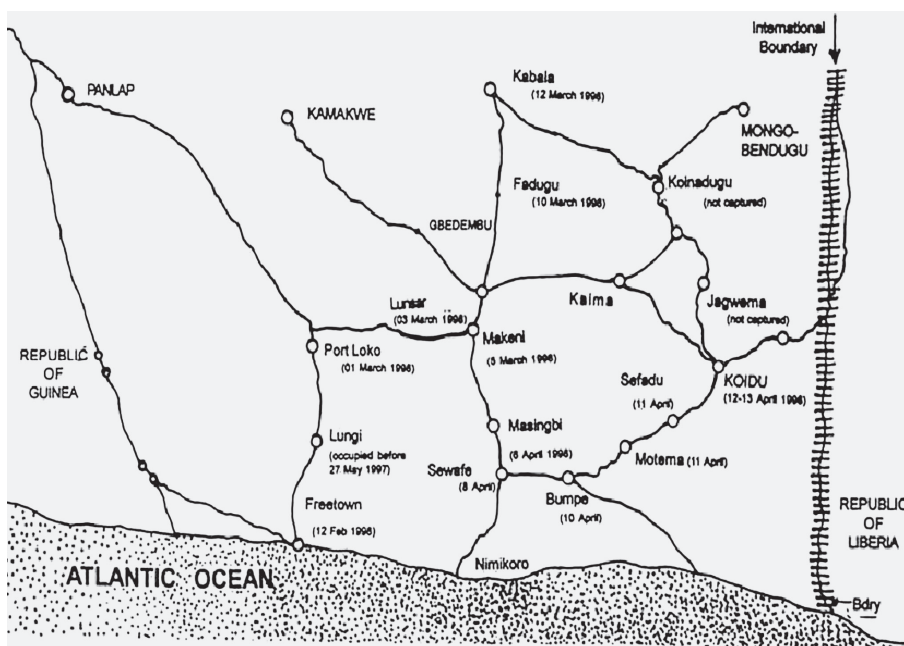 International
Boundary
Kabala
(12 March 1998)
PANLAP
KAMAKWE
MONGO-
BENDUGU
Fadugu
(10 March 1998)
Koinadugu
(not captured)
GBEDEMBU
Lunsar
(03 March 1998)
Kaima
Jagwema
(not captured)
Makeni
(5 March 1998)
REPUBLIC
OF
GUINEA
Port Loko
(01 March 1998)
Sefadu
(11 April)
KOIDU
(12-13 April 1998)
Masingbi
(6 April 1998)
Lungi
(occupied before
27 May 1997)
Motema (11 April)
Sewafe
(8 April)
Bumpe
(10 April)
Freetown
(12 Feb 1998)
REPUBLIC
OF
LIBERIA
Nimikoro
ATLANTIC OCEAN
Bdry